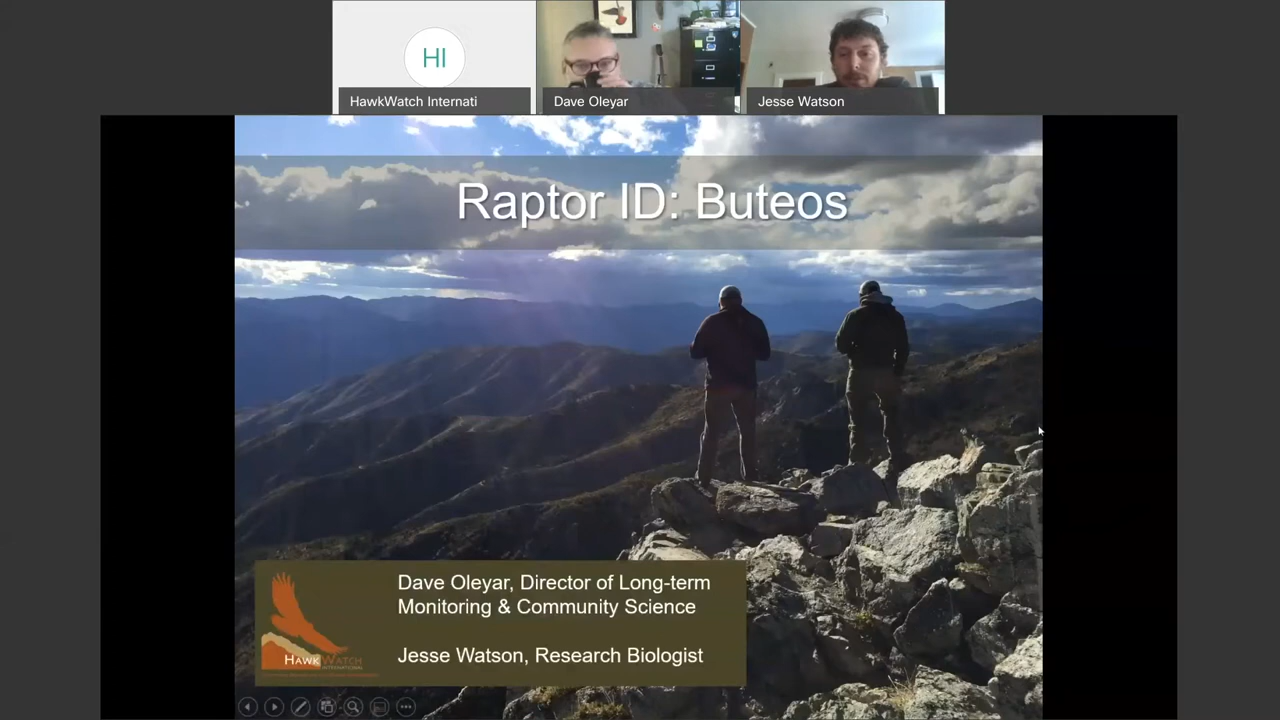 HI
HawkWatch Internati
Dave Oleyar
Jesse Watson
Raptor ID: Buteos
Dave Oleyar, Director of Long-term
Monitoring & Community Science
Jesse Watson, Research Biologist
HAWKWATCH
INTERNATIONAL